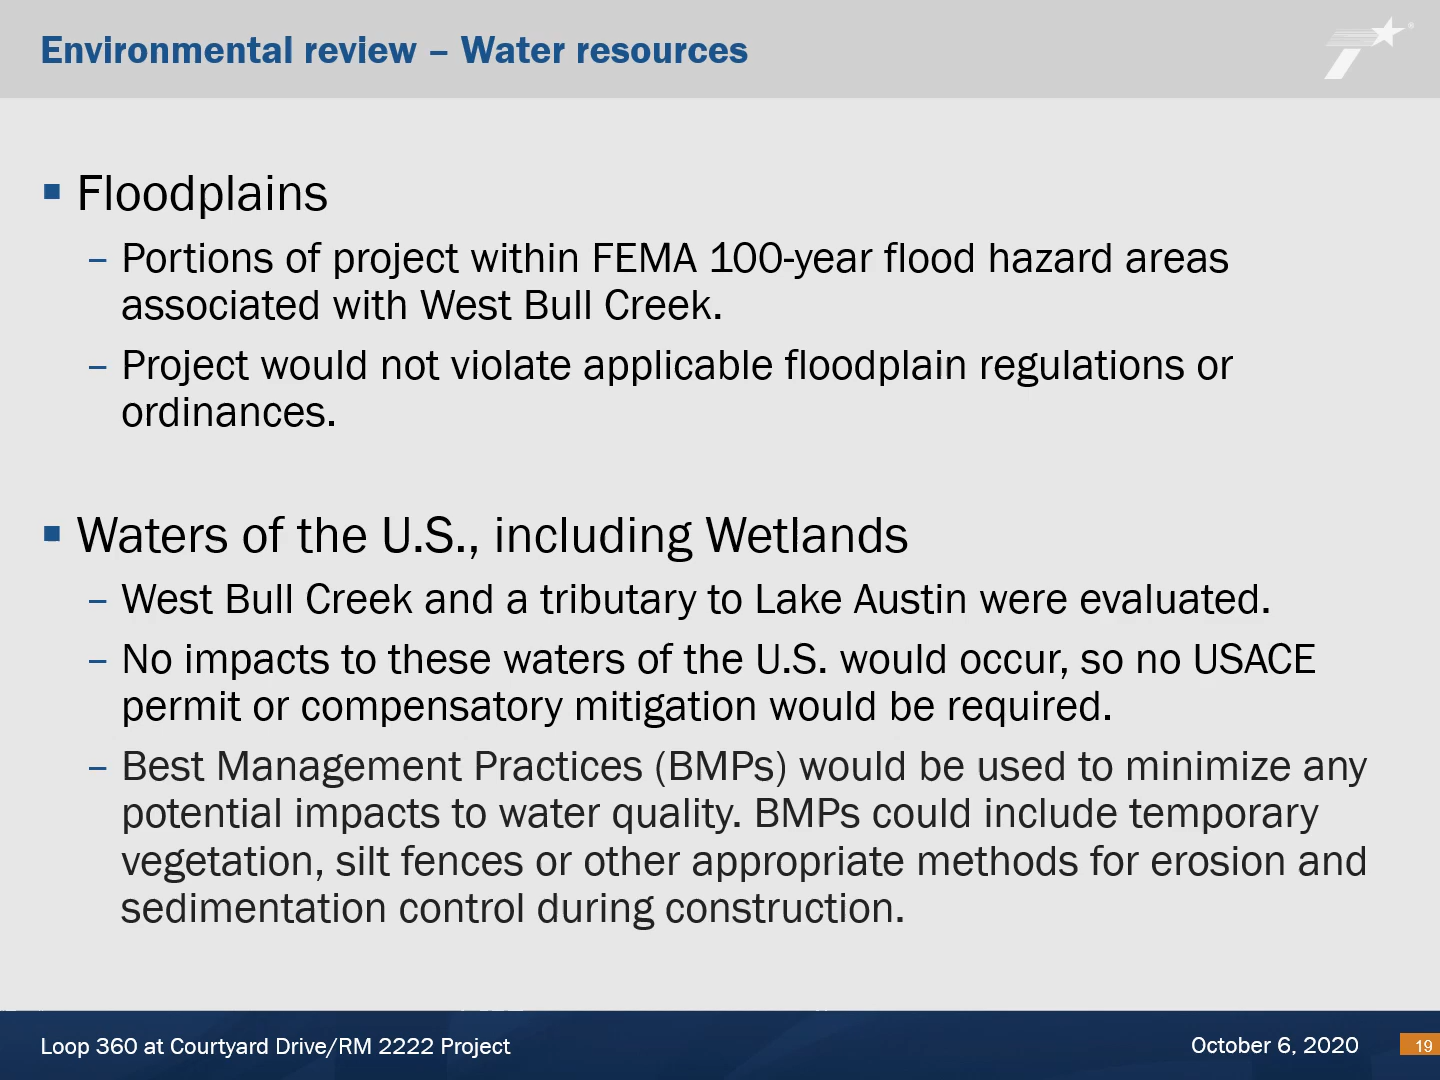 Environmental review – Water resources
▪ Floodplains
– Portions of project within FEMA 100-year flood hazard areas
associated with West Bull Creek.
– Project would not violate applicable floodplain regulations or
ordinances.
▪ Waters of the U.S., including Wetlands
– West Bull Creek and a tributary to Lake Austin were evaluated.
– No impacts to these waters of the U.S. would occur, so no USACE
permit or compensatory mitigation would be required.
– Best Management Practices (BMPs) would be used to minimize any
potential impacts to water quality. BMPs could include temporary
vegetation, silt fences or other appropriate methods for erosion and
sedimentation control during construction.
Loop 360 at Courtyard Drive/RM 2222 Project
October 6, 2020
19